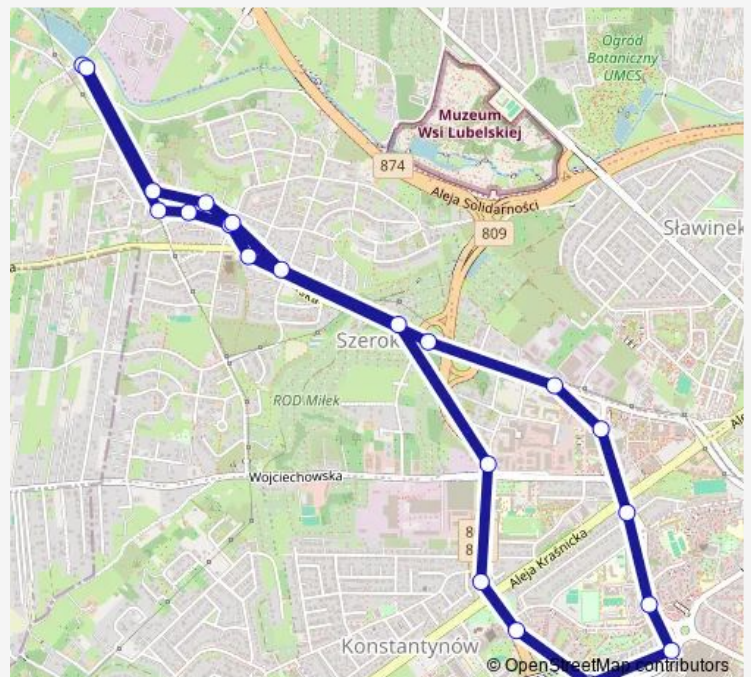 Ogród
Botaniczny
UMCS
Muzeum
Wsi Lubelskiej
874
Aleja Solidarności
809
Sławinek
Szerok
ROD Miłek
Wojciechowska
8
8
Aleja Kraśnicka
Konstantynów
© OpenStreetMap contributors